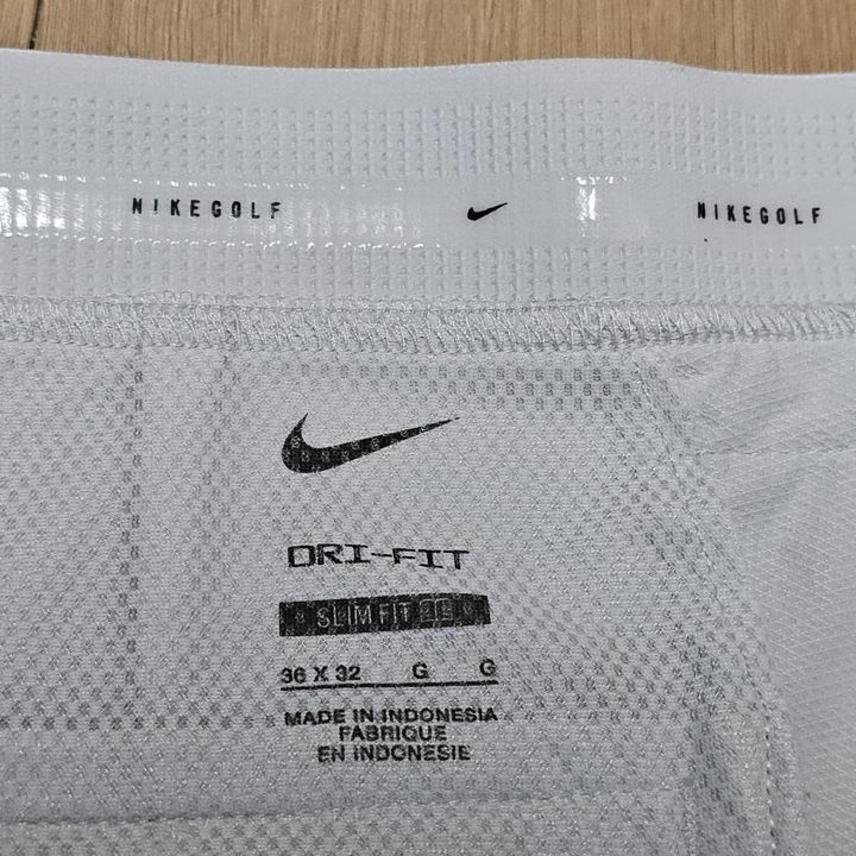 NIKEGOLF NIKEGOLF
DRI-FIT
SLIM FIT
36 X 32 G G
MADE IN INDONESIA
FABRIQUE
EN INDONESIE